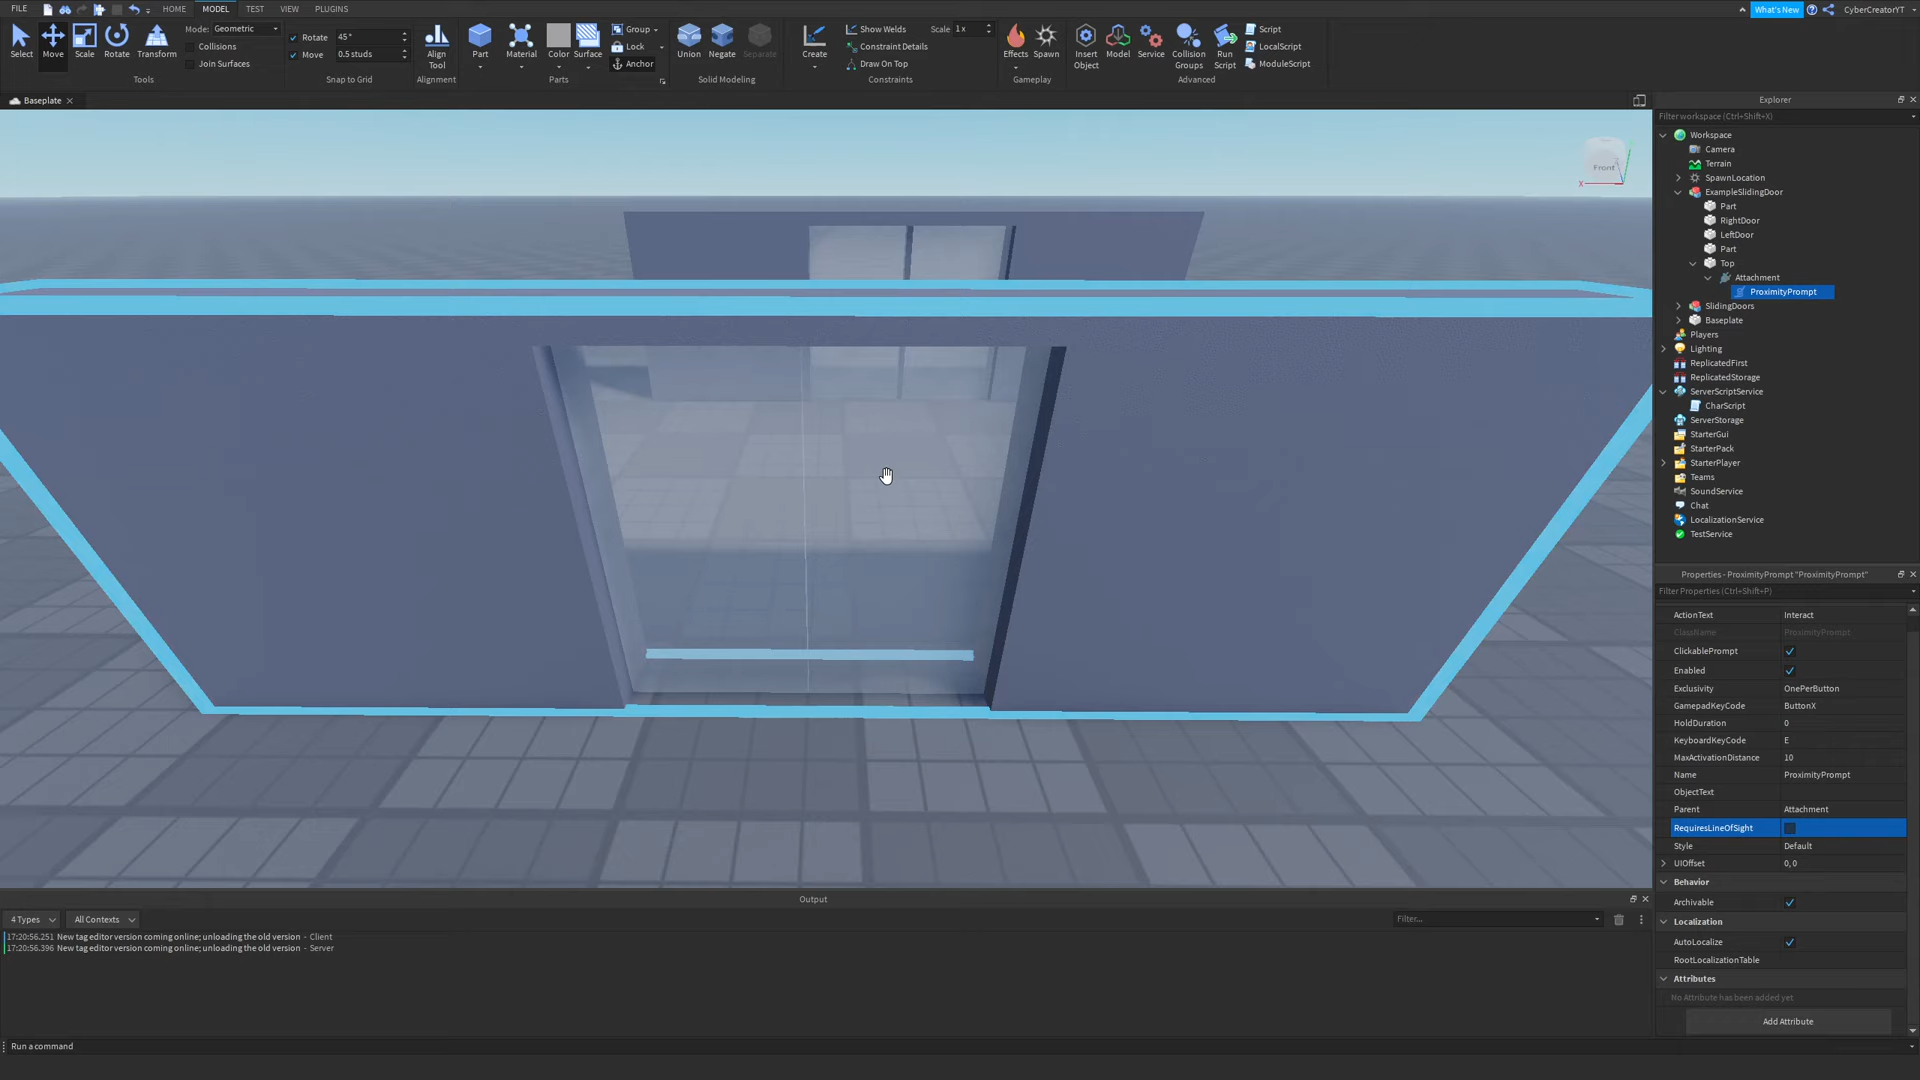 FILE HOME MODEL TEST VIEW PLUGINS What's New CyberCreatorYT
Select Move Scale Rotate Transform
Mode: Geometric
Collisions
Join Surfaces
Tools
Rotate 45°
Move 0.5 studs
Snap to Grid
Align Tool
Alignment
Part Material Color Surface
Group
Lock
Anchor
Parts
Union Negate Separate
Solid Modeling
Create
Show Welds Scale 1x
Constraint Details
Draw On Top
Constraints
Effects Spawn
Gameplay
Insert Object Model Service Collision Groups Run Script
Script
LocalScript
ModuleScript
Advanced
Baseplate
Front
X
Explorer
Filter workspace (Ctrl+Shift+X)
Workspace
Camera
Terrain
SpawnLocation
ExampleSlidingDoor
Part
RightDoor
LeftDoor
Part
Top
Attachment
ProximityPrompt
SlidingDoors
Baseplate
Players
Lighting
ReplicatedFirst
ReplicatedStorage
ServerScriptService
CharScript
ServerStorage
StarterGui
StarterPack
StarterPlayer
Teams
SoundService
Chat
LocalizationService
TestService
Properties - ProximityPrompt "ProximityPrompt"
Filter Properties (Ctrl+Shift+P)
ActionText Interact
ClassName ProximityPrompt
ClickablePrompt
Enabled
Exclusivity OnePerButton
GamepadKeyCode ButtonX
HoldDuration 0
KeyboardKeyCode E
MaxActivationDistance 10
Name ProximityPrompt
ObjectText
Parent Attachment
RequiresLineOfSight
Style Default
UIOffset 0, 0
Behavior
Archivable
Localization
AutoLocalize
RootLocalizationTable
Attributes
No Attribute has been added yet
Add Attribute
Output
4 Types All Contexts Filter...
17:20:56.251 New tag editor version coming online; unloading the old version - Client
17:20:56.396 New tag editor version coming online; unloading the old version - Server
Run a command